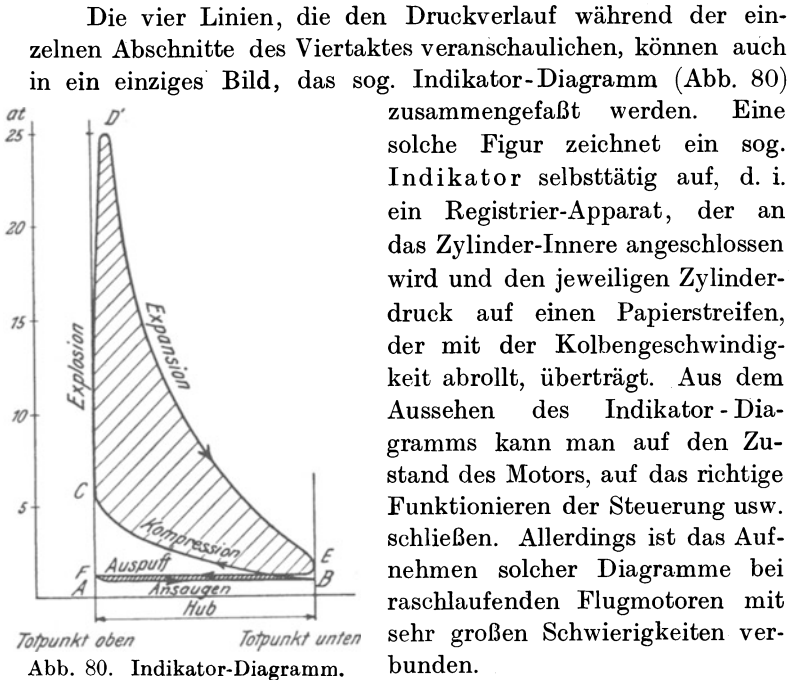 Die vier Linien, die den Druckverlauf während der ein-
zelnen Abschnitte des Viertaktes veranschaulichen, können auch
in ein einziges Bild, das sog. Indikator-Diagramm (Abb. 80)
zusammengefaßt werden. Eine
solche Figur zeichnet ein sog.
Indikator selbsttätig auf, d. i.
ein Registrier-Apparat, der an
das Zylinder-Innere angeschlossen
wird und den jeweiligen Zylinder-
druck auf einen Papierstreifen,
der mit der Kolbengeschwindig-
keit abrollt, überträgt. Aus dem
Aussehen des Indikator-Dia-
gramms kann man auf den Zu-
stand des Motors, auf das richtige
Funktionieren der Steuerung usw.
schließen. Allerdings ist das Auf-
nehmen solcher Diagramme bei
raschlaufenden Flugmotoren mit
sehr großen Schwierigkeiten ver-
bunden.
at
D'
25
20
15
10
5
Explosion
Expansion
C
Kompression
E
F
Auspuff
B
A
Ansaugen
Hub
Totpunkt oben
Totpunkt unten
Abb. 80. Indikator-Diagramm.